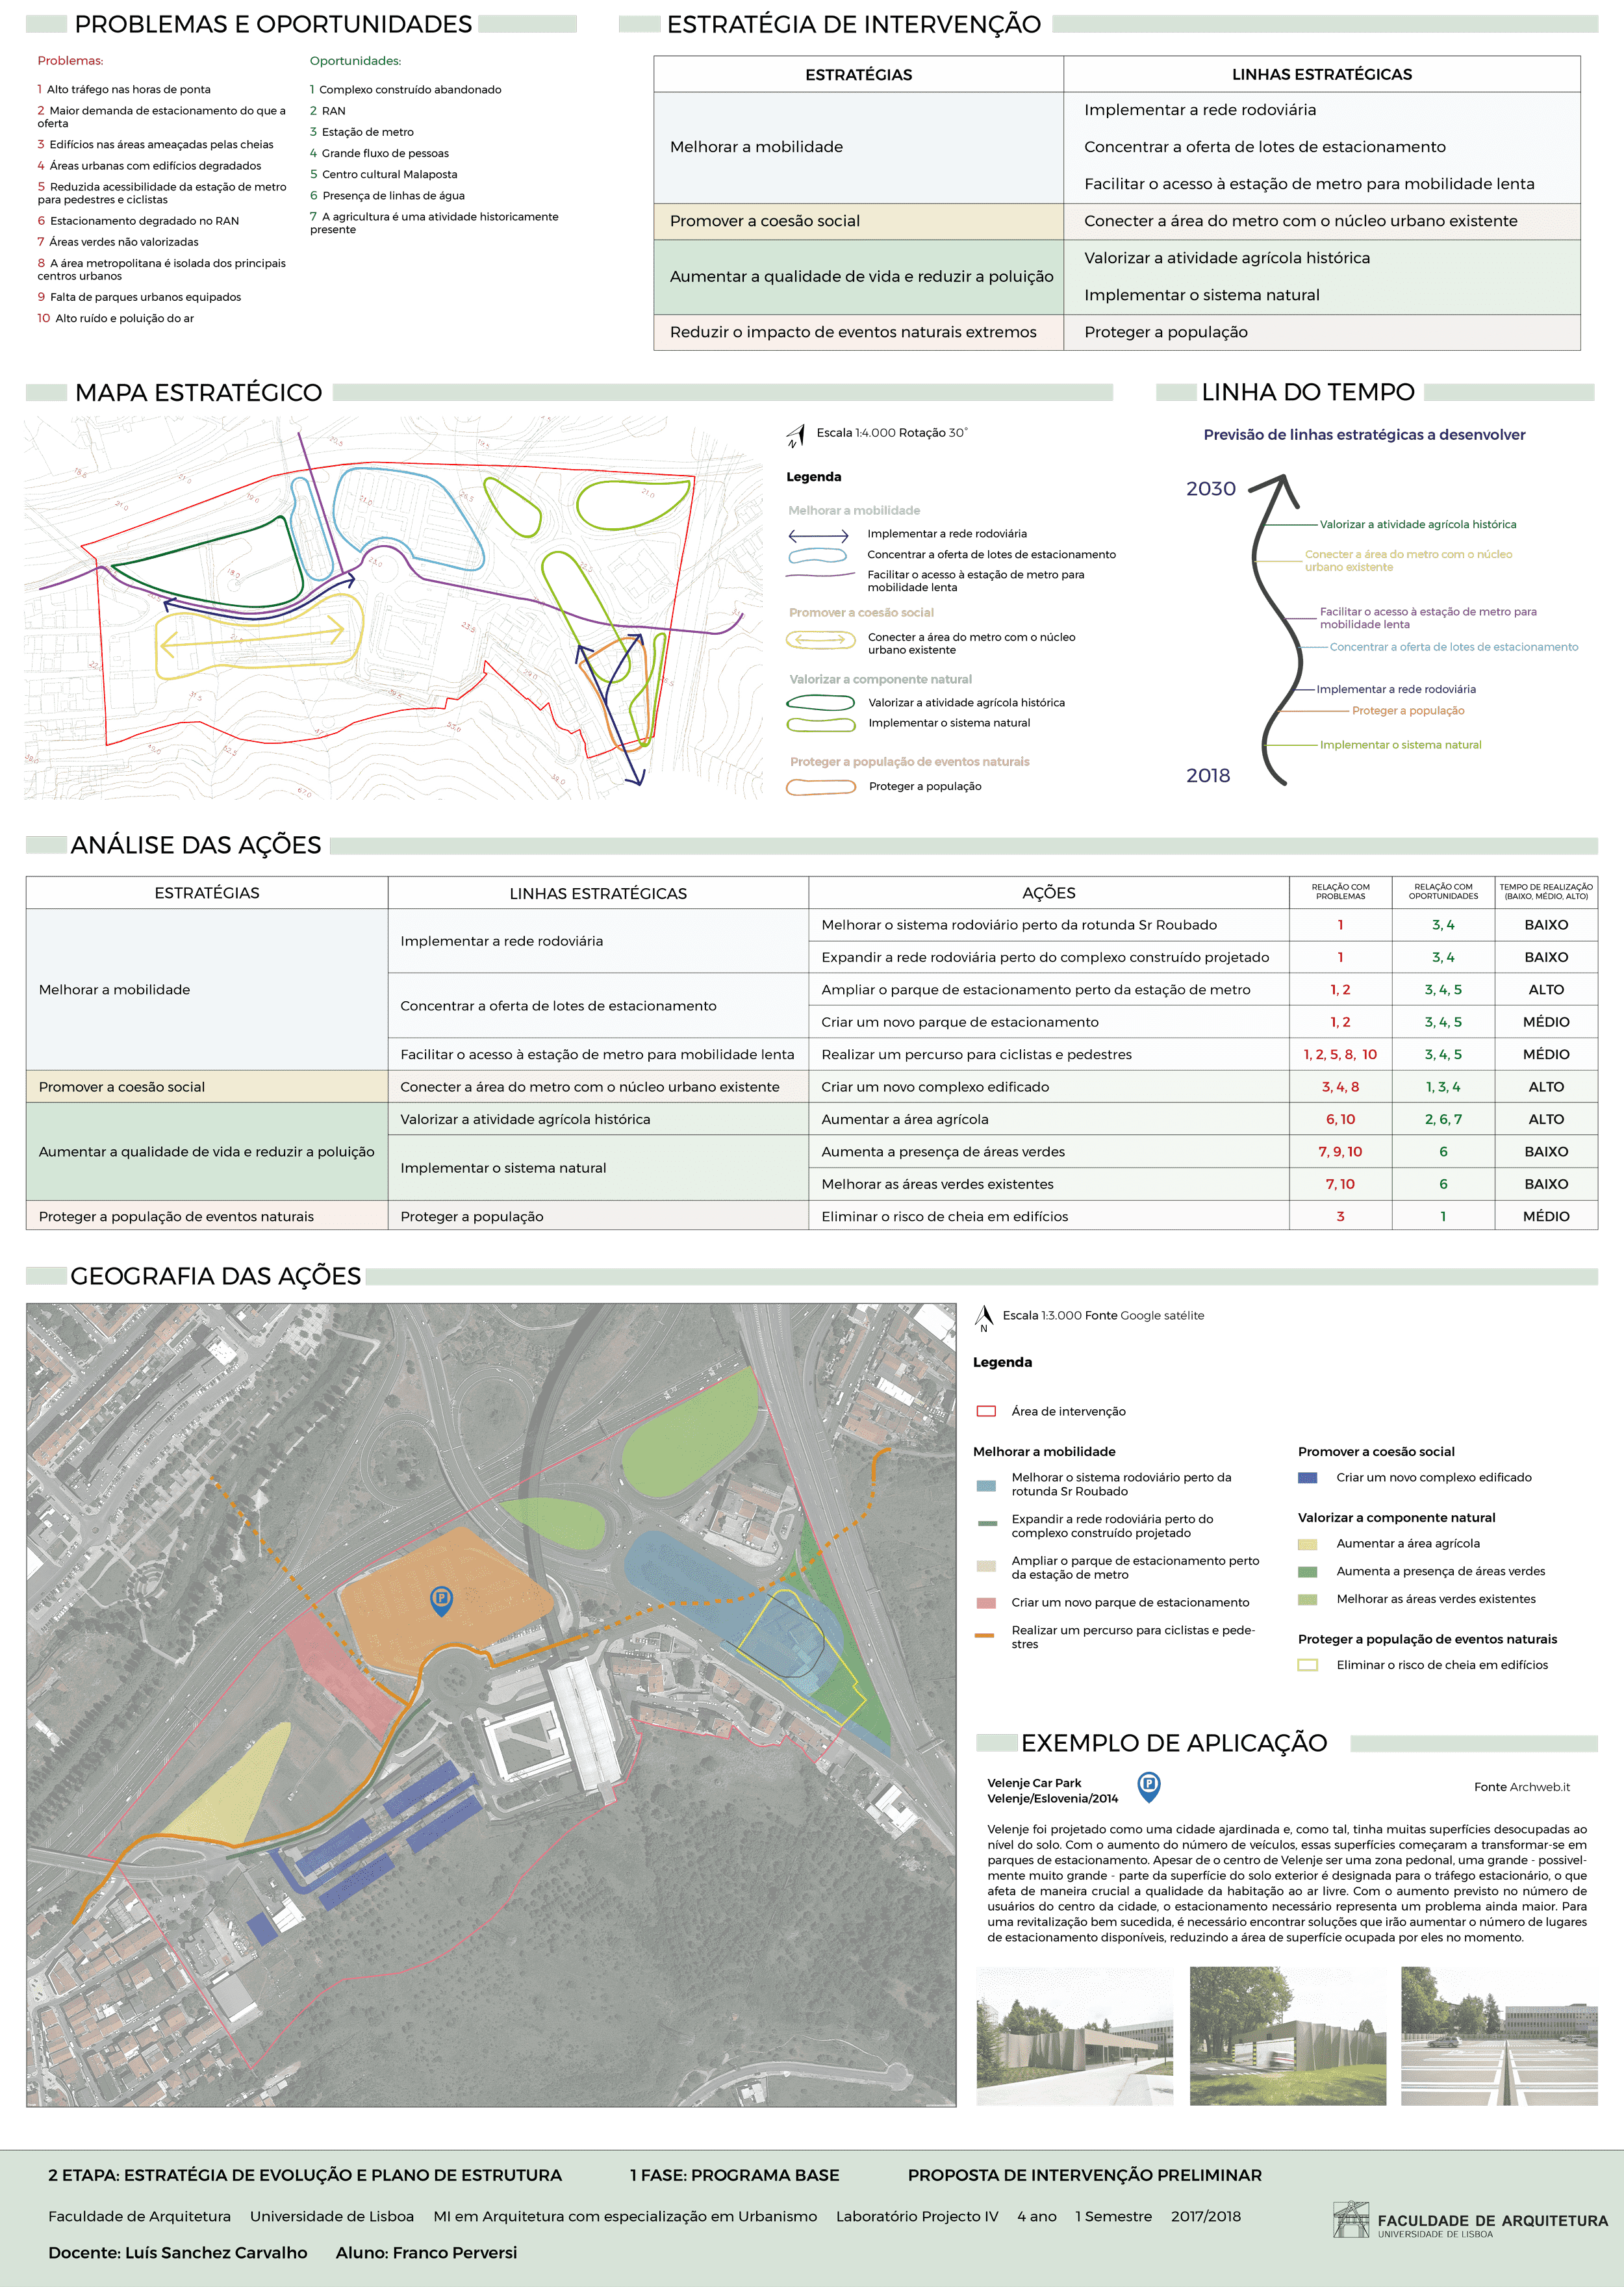 PROBLEMAS E OPORTUNIDADES
Problemas:
1 Alto tráfego nas horas de ponta
2 Maior demanda de estacionamento do que a
oferta
3 Edifícios nas áreas ameaçadas pelas cheias
4 Áreas urbanas com edifícios degradados
5 Reduzida acessibilidade da estação de metro
para pedestres e ciclistas
6 Estacionamento degradado no RAN
7 Áreas verdes não valorizadas
8 A área metropolitana é isolada dos principais
centros urbanos
9 Falta de parques urbanos equipados
10 Alto ruído e poluição do ar
Oportunidades:
1 Complexo construído abandonado
2 RAN
3 Estação de metro
4 Grande fluxo de pessoas
5 Centro cultural Malaposta
6 Presença de linhas de água
7 A agricultura é uma atividade historicamente
presente
ESTRATÉGIA DE INTERVENÇÃO
ESTRATÉGIAS
LINHAS ESTRATÉGICAS
Melhorar a mobilidade
Implementar a rede rodoviária
Concentrar a oferta de lotes de estacionamento
Facilitar o acesso à estação de metro para mobilidade lenta
Promover a coesão social
Conecter a área do metro com o núcleo urbano existente
Aumentar a qualidade de vida e reduzir a poluição
Valorizar a atividade agrícola histórica
Implementar o sistema natural
Reduzir o impacto de eventos naturais extremos
Proteger a população
MAPA ESTRATÉGICO
N
Escala 1:4.000 Rotação 30°
Legenda
Melhorar a mobilidade
Implementar a rede rodoviária
Concentrar a oferta de lotes de estacionamento
Facilitar o acesso à estação de metro para
mobilidade lenta
Promover a coesão social
Conecter a área do metro com o núcleo
urbano existente
Valorizar a componente natural
Valorizar a atividade agrícola histórica
Implementar o sistema natural
Proteger a população de eventos naturais
Proteger a população
LINHA DO TEMPO
Previsão de linhas estratégicas a desenvolver
2030
Valorizar a atividade agrícola histórica
Conecter a área do metro com o núcleo
urbano existente
Facilitar o acesso à estação de metro para
mobilidade lenta
Concentrar a oferta de lotes de estacionamento
Implementar a rede rodoviária
Proteger a população
Implementar o sistema natural
2018
ANÁLISE DAS AÇÕES
ESTRATÉGIAS
LINHAS ESTRATÉGICAS
AÇÕES
RELAÇÃO COM
PROBLEMAS
RELAÇÃO COM
OPORTUNIDADES
TEMPO DE REALIZAÇÃO
(BAIXO, MÉDIO, ALTO)
Melhorar a mobilidade
Implementar a rede rodoviária
Melhorar o sistema rodoviário perto da rotunda Sr Roubado 1 3, 4 BAIXO
Expandir a rede rodoviária perto do complexo construído projetado 1 3, 4 BAIXO
Concentrar a oferta de lotes de estacionamento
Ampliar o parque de estacionamento perto da estação de metro 1, 2 3, 4, 5 ALTO
Criar um novo parque de estacionamento 1, 2 3, 4, 5 MÉDIO
Facilitar o acesso à estação de metro para mobilidade lenta Realizar um percurso para ciclistas e pedestres 1, 2, 5, 8, 10 3, 4, 5 MÉDIO
Promover a coesão social Conecter a área do metro com o núcleo urbano existente Criar um novo complexo edificado 3, 4, 8 1, 3, 4 ALTO
Aumentar a qualidade de vida e reduzir a poluição
Valorizar a atividade agrícola histórica Aumentar a área agrícola 6, 10 2, 6, 7 ALTO
Implementar o sistema natural
Aumenta a presença de áreas verdes 7, 9, 10 6 BAIXO
Melhorar as áreas verdes existentes 7, 10 6 BAIXO
Proteger a população de eventos naturais Proteger a população Eliminar o risco de cheia em edifícios 3 1 MÉDIO
GEOGRAFIA DAS AÇÕES
P
N
Escala 1:3.000 Fonte Google satélite
Legenda
Área de intervenção
Melhorar a mobilidade
Melhorar o sistema rodoviário perto da
rotunda Sr Roubado
Expandir a rede rodoviária perto do
complexo construído projetado
Ampliar o parque de estacionamento perto
da estação de metro
Criar um novo parque de estacionamento
Realizar um percurso para ciclistas e pede-
stres
Promover a coesão social
Criar um novo complexo edificado
Valorizar a componente natural
Aumentar a área agrícola
Aumenta a presença de áreas verdes
Melhorar as áreas verdes existentes
Proteger a população de eventos naturais
Eliminar o risco de cheia em edifícios
EXEMPLO DE APLICAÇÃO
Velenje Car Park
Velenje/Eslovenia/2014
P
Fonte Archweb.it
Velenje foi projetado como uma cidade ajardinada e, como tal, tinha muitas superfícies desocupadas ao
nível do solo. Com o aumento do número de veículos, essas superfícies começaram a transformar-se em
parques de estacionamento. Apesar de o centro de Velenje ser uma zona pedonal, uma grande - possivel-
mente muito grande - parte da superfície do solo exterior é designada para o tráfego estacionário, o que
afeta de maneira crucial a qualidade da habitação ao ar livre. Com o aumento previsto no número de
usuários do centro da cidade, o estacionamento necessário representa um problema ainda maior. Para
uma revitalização bem sucedida, é necessário encontrar soluções que irão aumentar o número de lugares
de estacionamento disponíveis, reduzindo a área de superfície ocupada por eles no momento.
2 ETAPA: ESTRATÉGIA DE EVOLUÇÃO E PLANO DE ESTRUTURA 1 FASE: PROGRAMA BASE PROPOSTA DE INTERVENÇÃO PRELIMINAR
Faculdade de Arquitetura Universidade de Lisboa MI em Arquitetura com especialização em Urbanismo Laboratório Projecto IV 4 ano 1 Semestre 2017/2018
Docente: Luís Sanchez Carvalho Aluno: Franco Perversi
FACULDADE DE ARQUITETURA
UNIVERSIDADE DE LISBOA